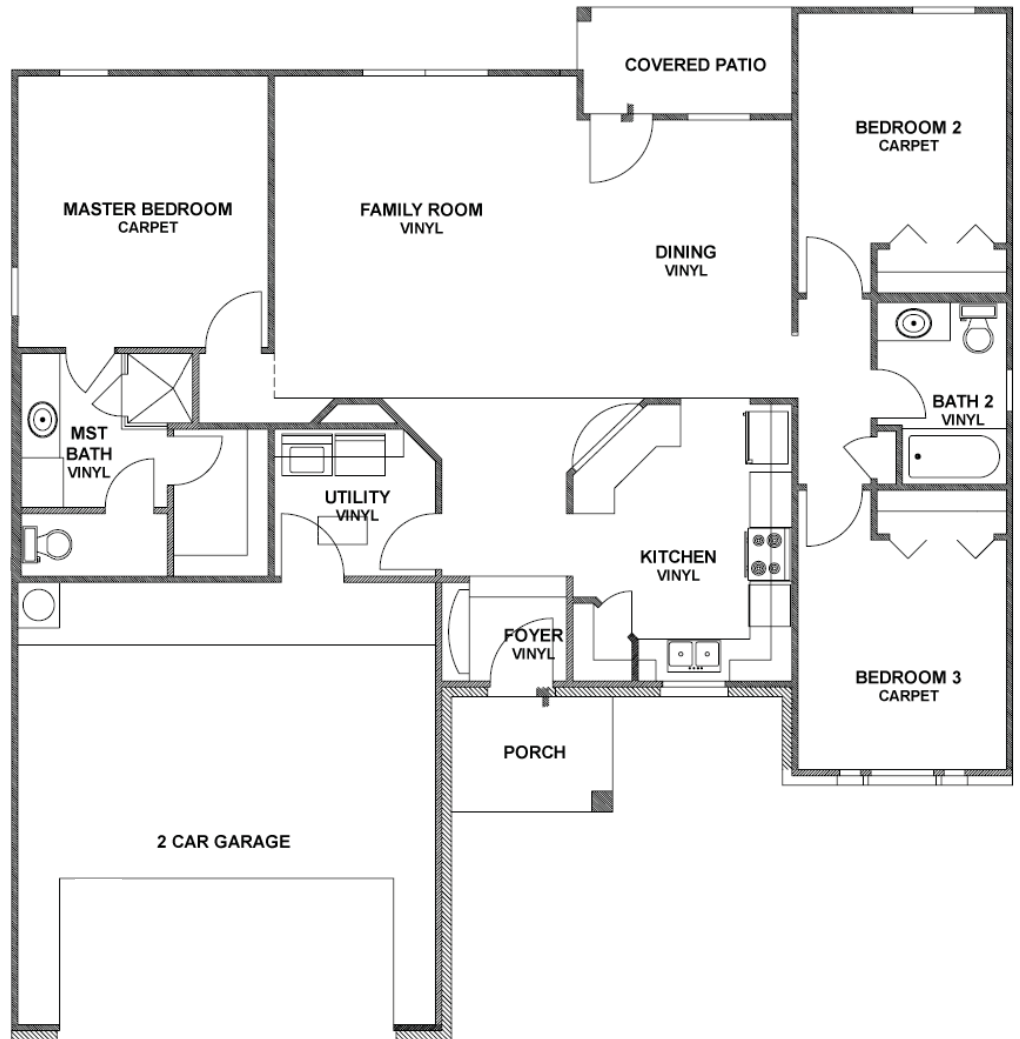 COVERED PATIO
BEDROOM 2
CARPET
MASTER BEDROOM
CARPET
FAMILY ROOM
VINYL
DINING
VINYL
BATH 2
VINYL
MST
BATH
VINYL
UTILITY
VINYL
KITCHEN
VINYL
FOYER
VINYL
BEDROOM 3
CARPET
PORCH
2 CAR GARAGE